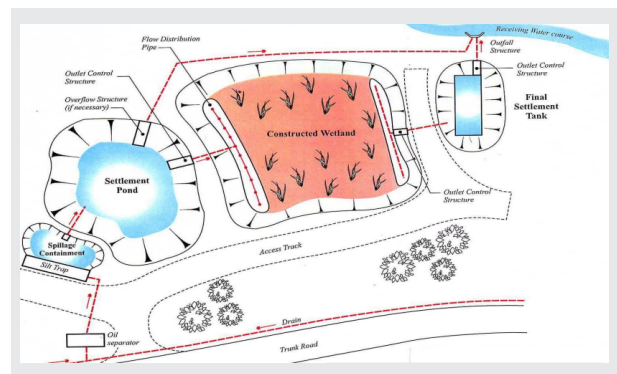 Receiving Water course
Flow Distribution
Pipe
Outfall
Structure
Outlet Control
Structure
Outlet Control
Structure
Final
Settlement
Tank
Overflow Structure
(if necessary)
Constructed Wetland
Settlement
Pond
Outlet Control
Structure
Spillage
Containment
Silt Trap
Access Track
Oil
separator
Drain
Trunk Road